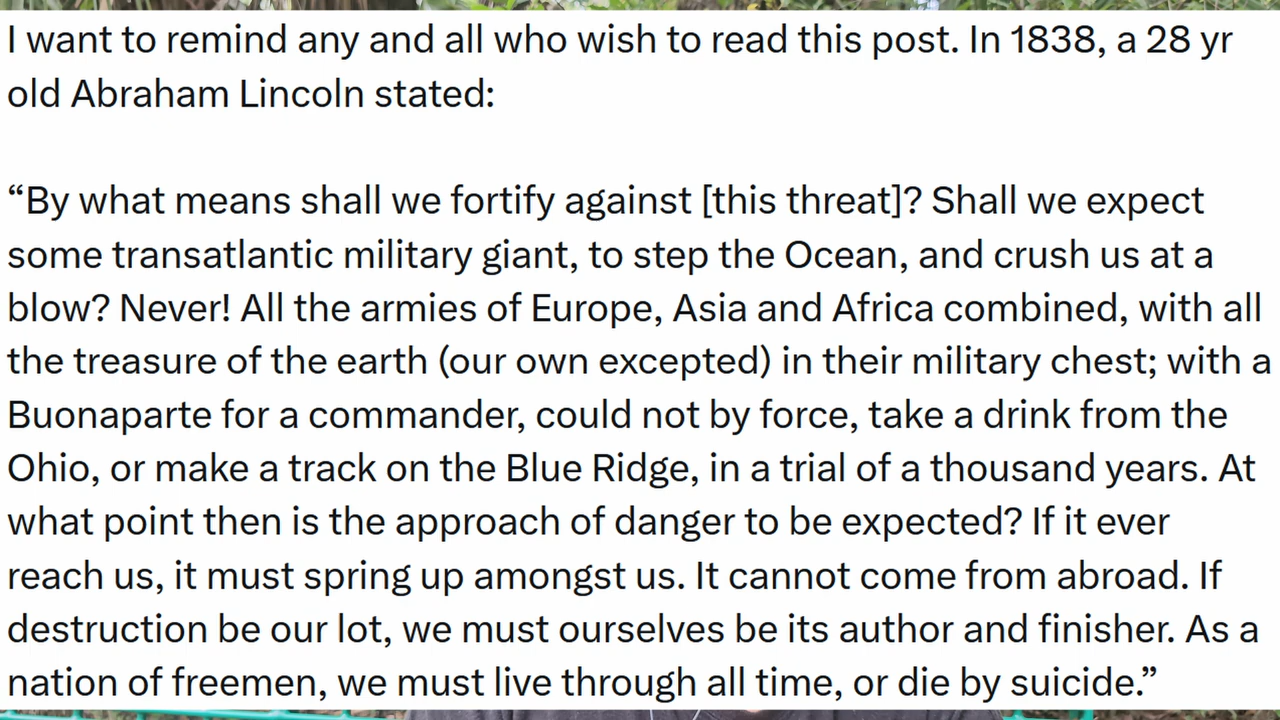 I want to remind any and all who wish to read this post. In 1838, a 28 yr
old Abraham Lincoln stated:
“By what means shall we fortify against [this threat]? Shall we expect
some transatlantic military giant, to step the Ocean, and crush us at a
blow? Never! All the armies of Europe, Asia and Africa combined, with all
the treasure of the earth (our own excepted) in their military chest; with a
Buonaparte for a commander, could not by force, take a drink from the
Ohio, or make a track on the Blue Ridge, in a trial of a thousand years. At
what point then is the approach of danger to be expected? If it ever
reach us, it must spring up amongst us. It cannot come from abroad. If
destruction be our lot, we must ourselves be its author and finisher. As a
nation of freemen, we must live through all time, or die by suicide.”